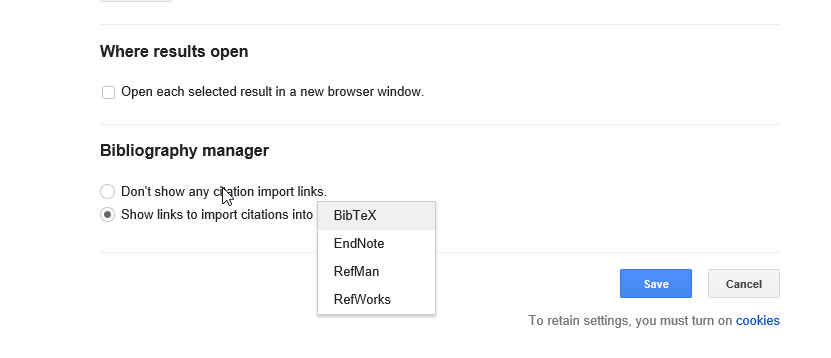 Where results open
Open each selected result in a new browser window.
Bibliography manager
Don't show any citation import links.
Show links to import citations into
BibTeX
EndNote
RefMan
RefWorks
Save
Cancel
To retain settings, you must turn on cookies